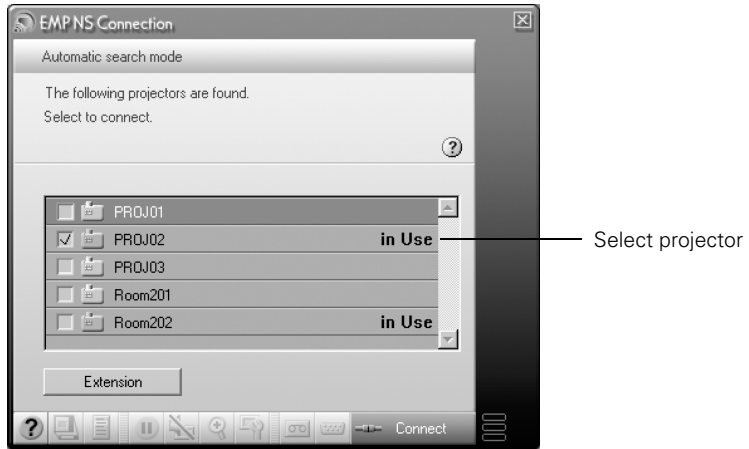 EMP NS Connection
Automatic search mode
The following projectors are found.
Select to connect.
?
PROJ01
PROJ02 in Use
Select projector
PROJ03
Room201
Room202 in Use
Extension
? Connect